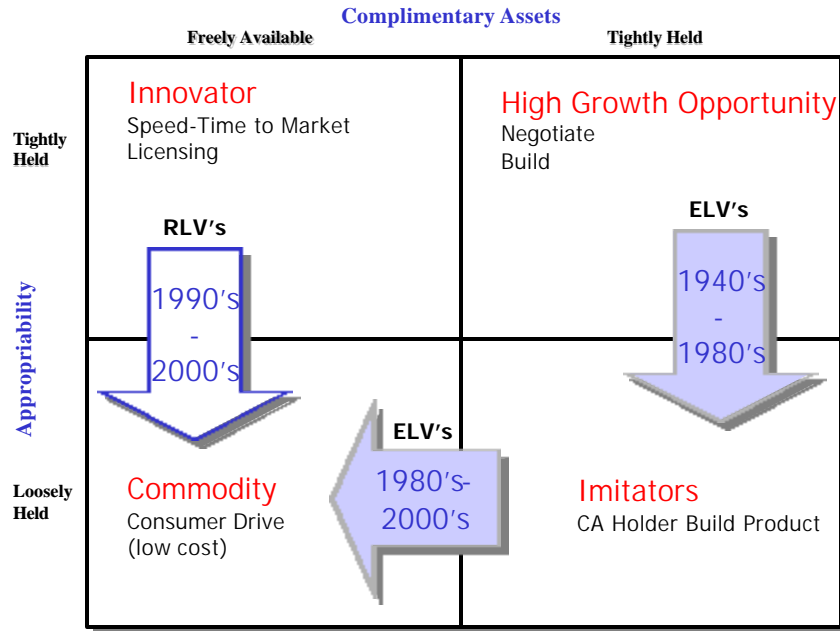 Complimentary Assets
Freely Available
Tightly Held
Innovator
Speed-Time to Market
Licensing
High Growth Opportunity
Negotiate
Build
Tightly
Held
RLV's
1990's
-
2000's
ELV's
1940's
-
1980's
Appropriability
ELV's
1980's-
2000's
Loosely
Held
Commodity
Consumer Drive
(low cost)
Imitators
CA Holder Build Product